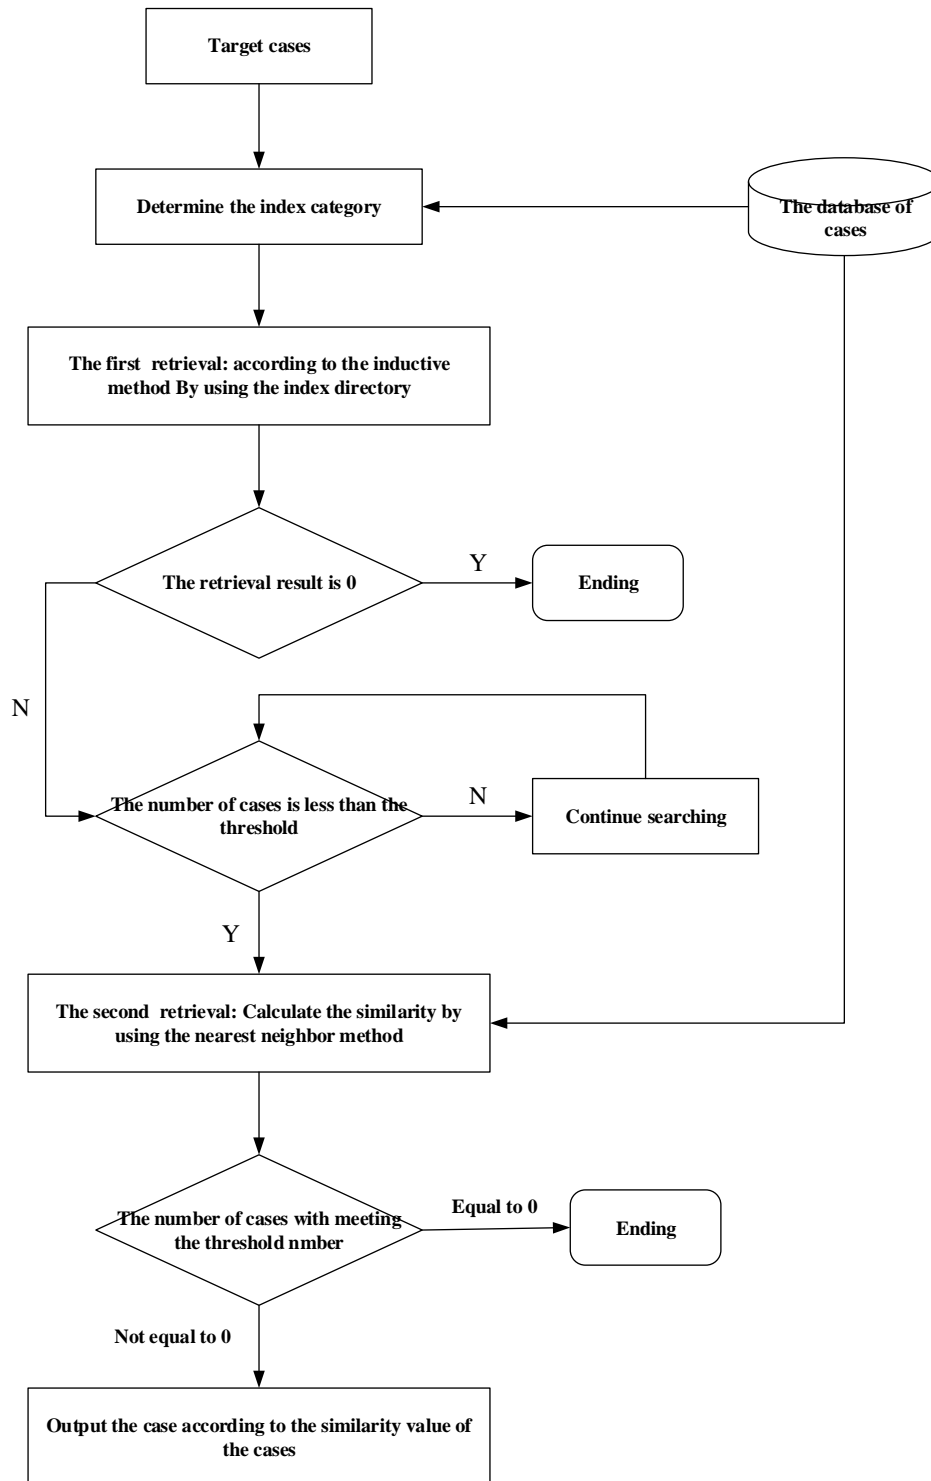 Target cases
Determine the index category
The database of
cases
The first retrieval: according to the inductive
method By using the index directory
The retrieval result is 0
Y
Ending
N
The number of cases is less than the
threshold
N
Continue searching
Y
The second retrieval: Calculate the similarity by
using the nearest neighbor method
The number of cases with meeting
the threshold nmber
Equal to 0
Ending
Not equal to 0
Output the case according to the similarity value of
the cases